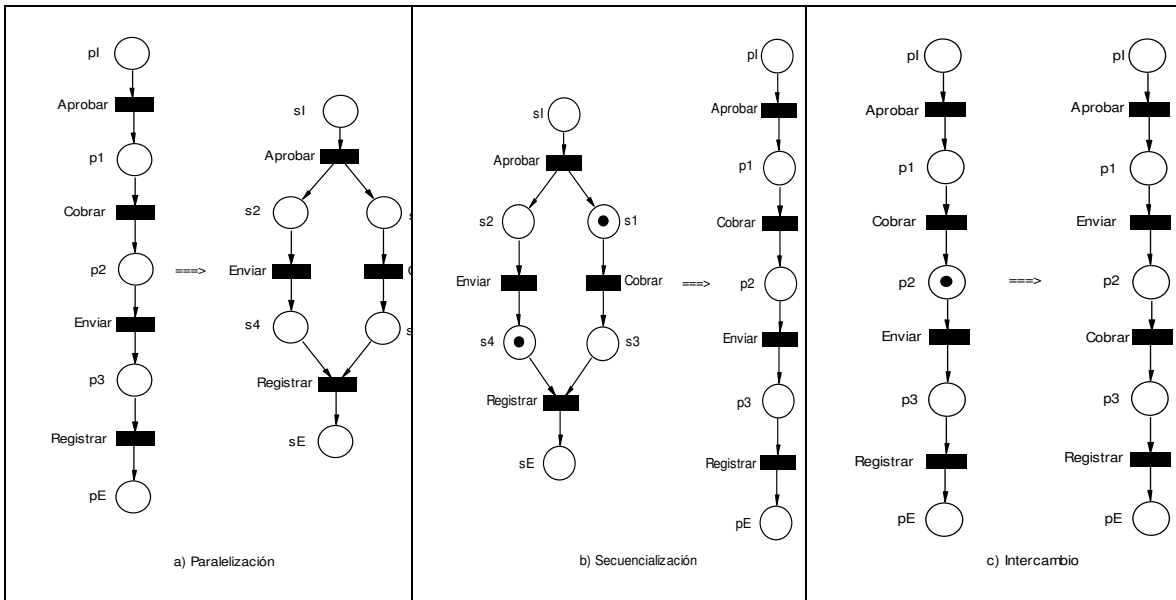 pI
Aprobar
p1
Cobrar
p2
Enviar
p3
Registrar
pE
===>
sI
Aprobar
s2
Enviar
s4
Registrar
sE
a) Paralelización
sI
Aprobar
s2
s1
Enviar
Cobrar
s4
s3
Registrar
sE
===>
pI
Aprobar
p1
Cobrar
p2
Enviar
p3
Registrar
pE
b) Secuencialización
pI
Aprobar
p1
Cobrar
p2
Enviar
p3
Registrar
pE
===>
pI
Aprobar
p1
Enviar
p2
Cobrar
p3
Registrar
pE
c) Intercambio